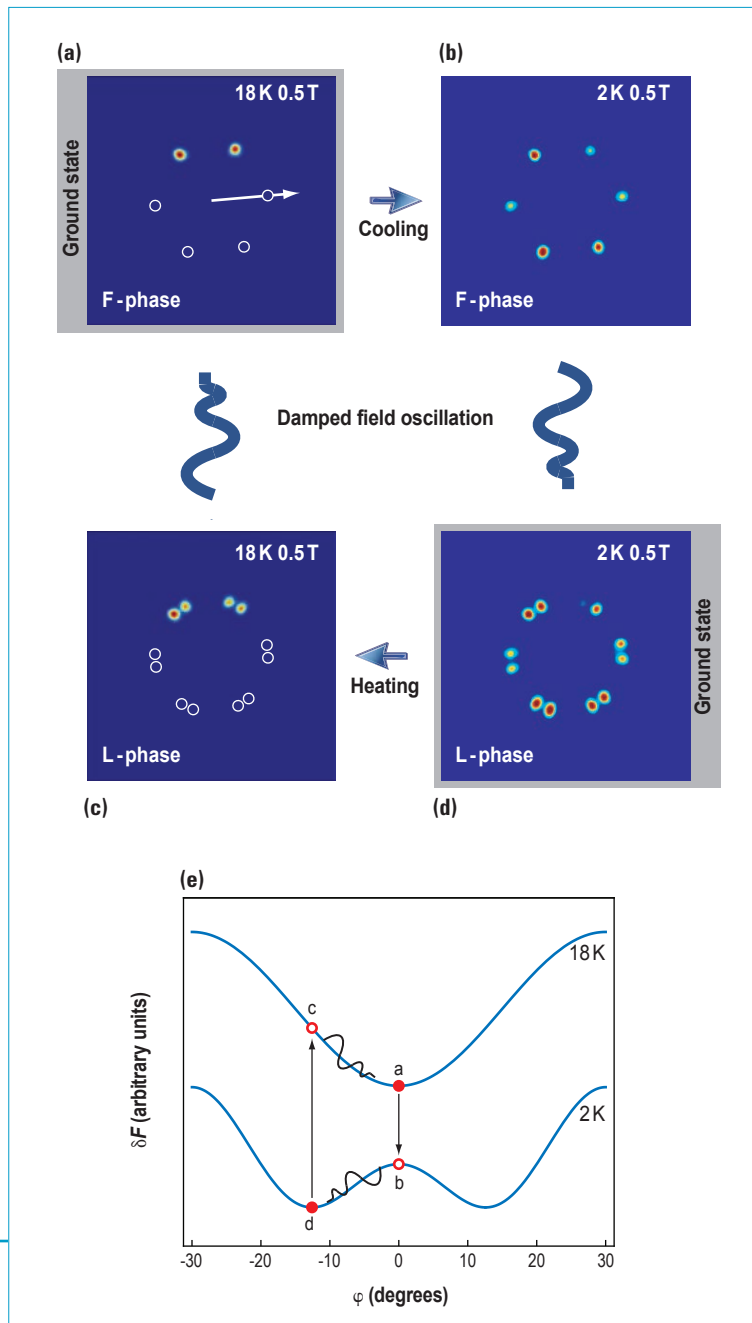 (a)
(b)
18 K 0.5 T
2 K 0.5 T
Ground state
Cooling
F - phase
F - phase
Damped field oscillation
18 K 0.5 T
2 K 0.5 T
Heating
Ground state
L - phase
L - phase
(c)
(d)
(e)
δF (arbitrary units)
18 K
c
a
2 K
b
d
-30 -20 -10 0 10 20 30
φ (degrees)